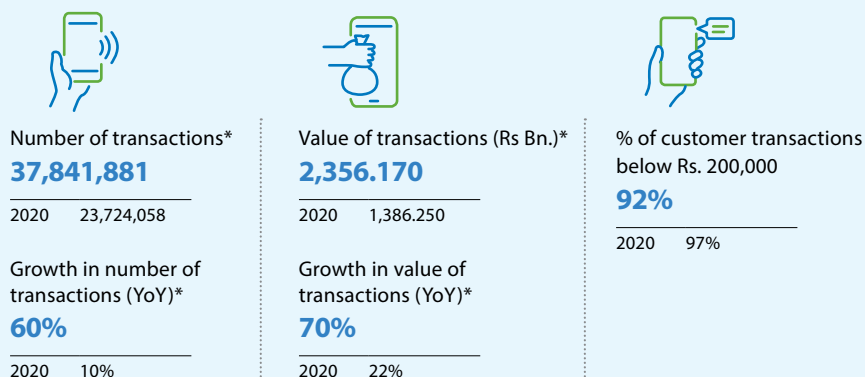 Number of transactions*
37,841,881
2020 23,724,058
Growth in number of
transactions (YoY)*
60%
2020 10%
Value of transactions (Rs Bn.)*
2,356.170
2020 1,386.250
Growth in value of
transactions (YoY)*
70%
2020 22%
% of customer transactions
below Rs. 200,000
92%
2020 97%